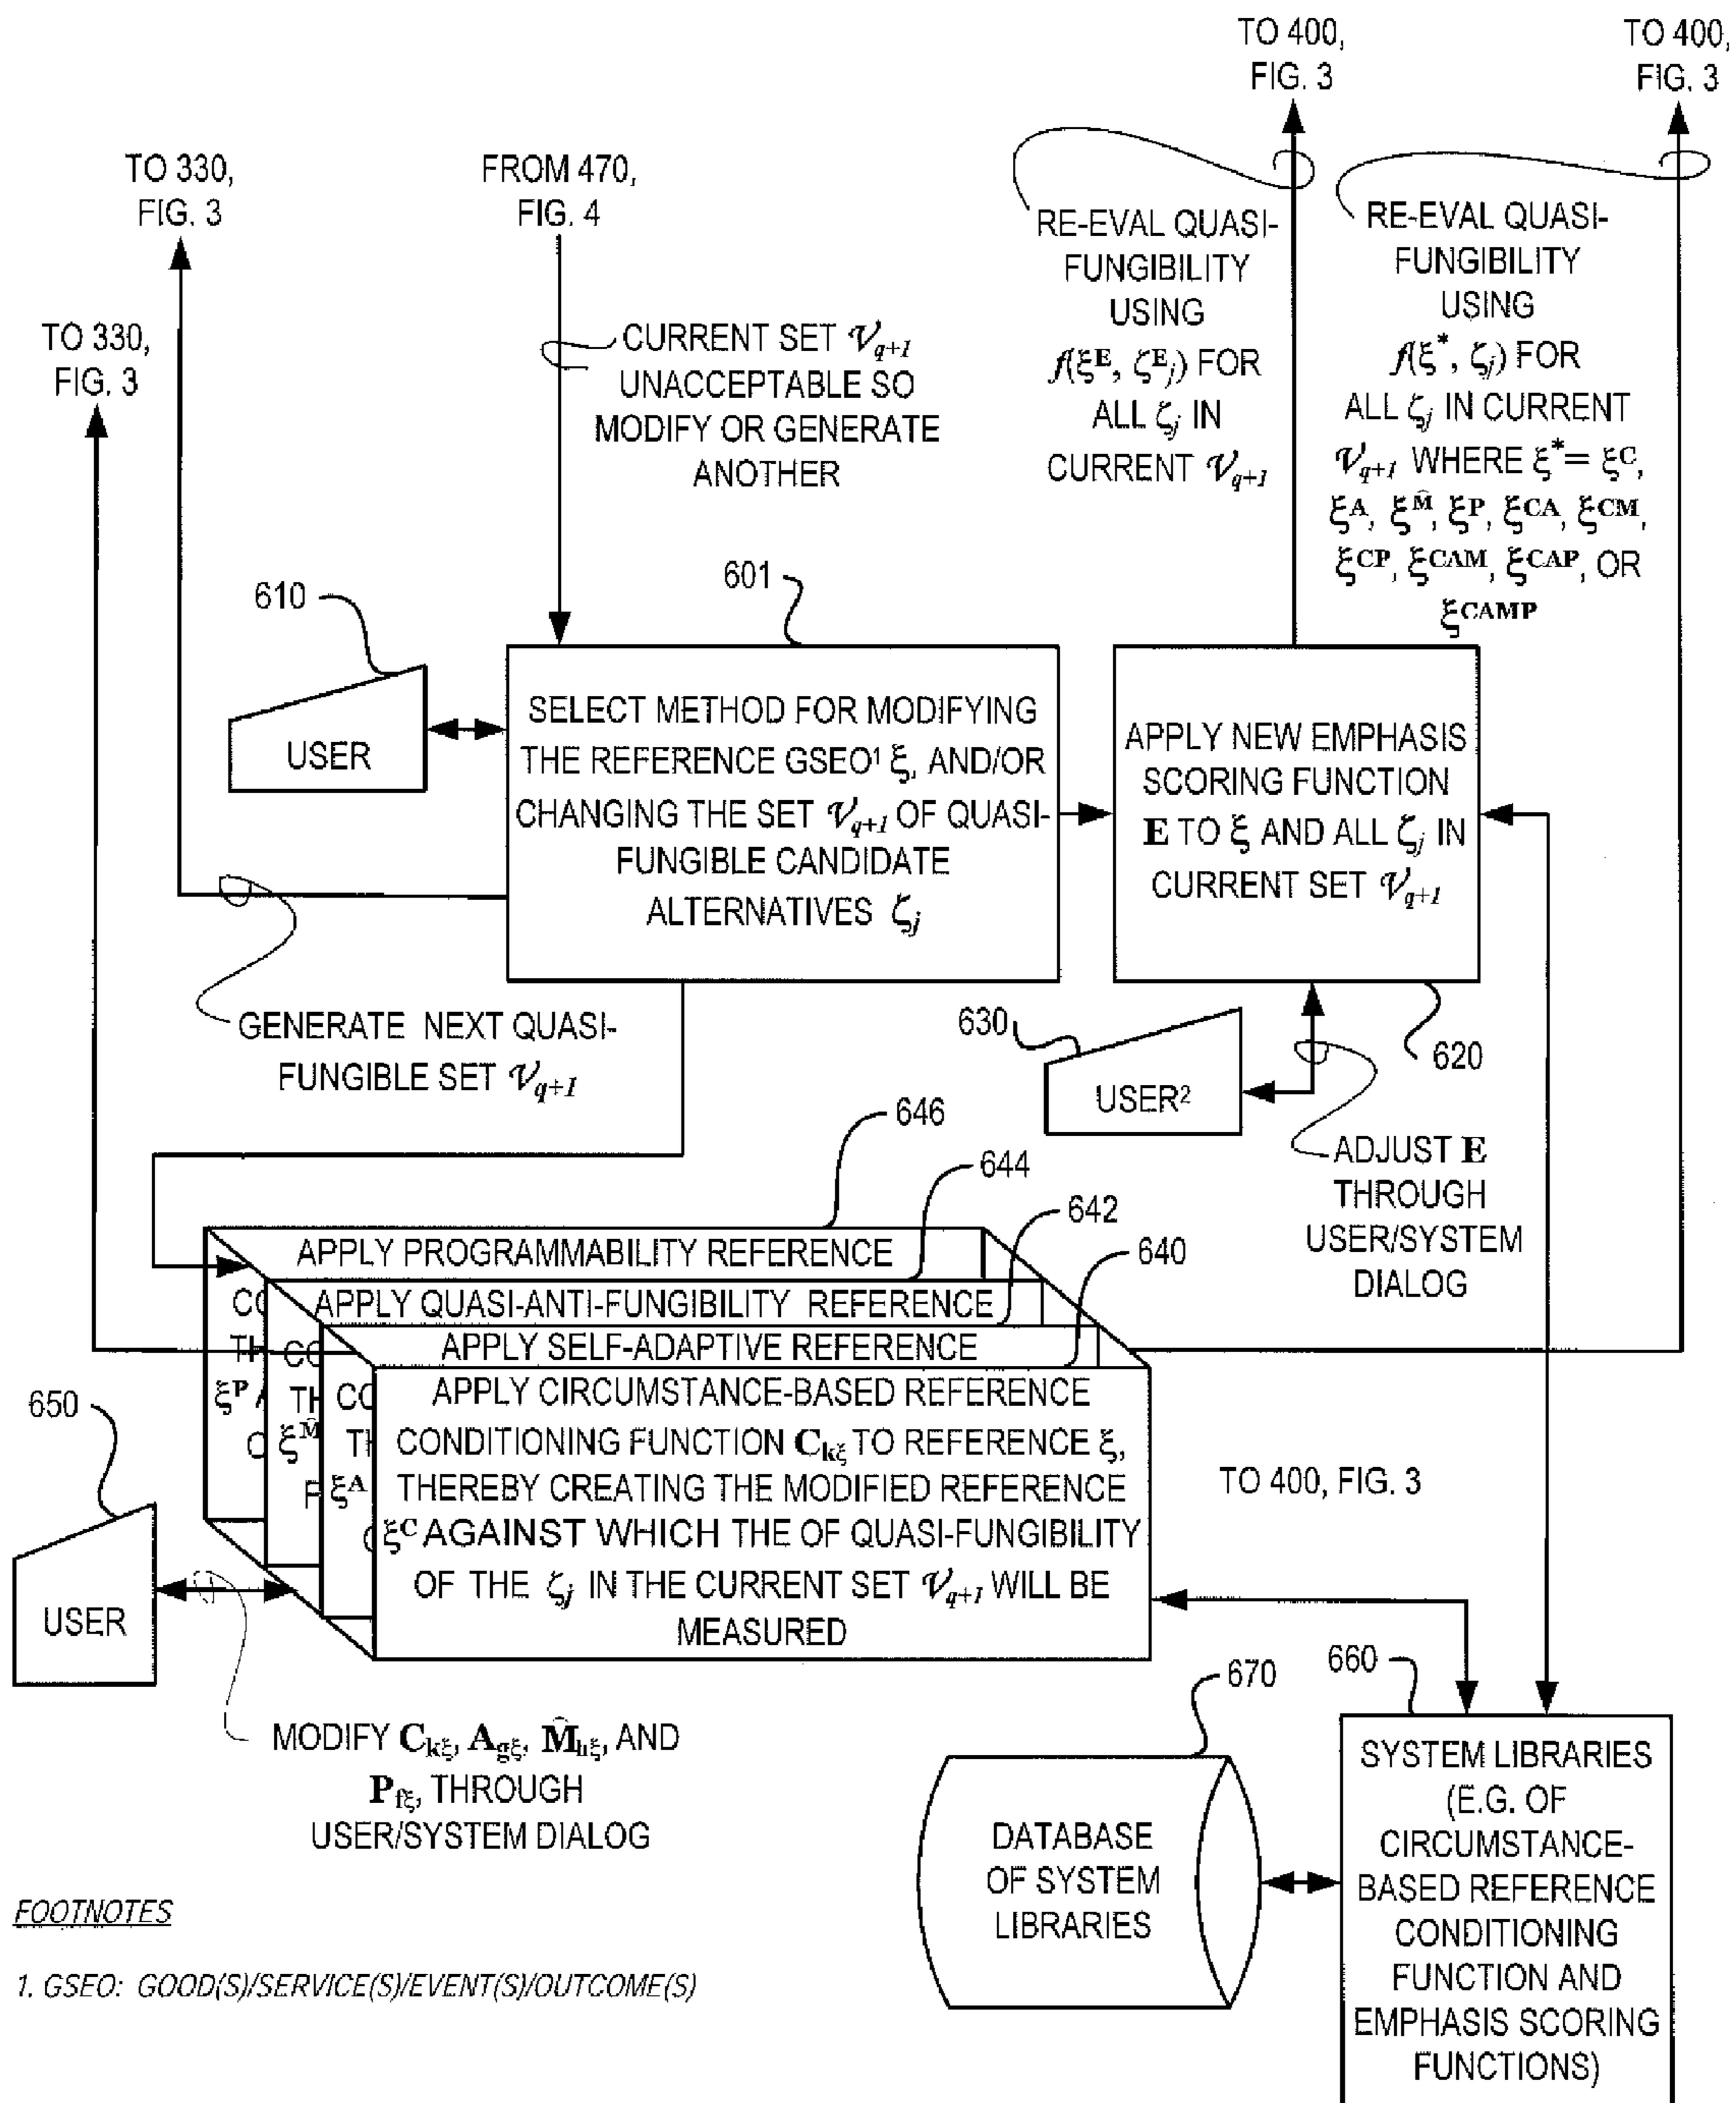 TO 400,
FIG. 3
TO 400,
FIG. 3
TO 330,
FIG. 3
FROM 470,
FIG. 4
TO 330,
FIG. 3
CURRENT SET 𝒱q+1
UNACCEPTABLE SO
MODIFY OR GENERATE
ANOTHER
RE-EVAL QUASI-
FUNGIBILITY
USING
f(ξE, ζEj) FOR
ALL ζj IN
CURRENT 𝒱q+1
RE-EVAL QUASI-
FUNGIBILITY
USING
f(ξ*, ζj) FOR
ALL ζj IN CURRENT
𝒱q+1 WHERE ξ*= ξC,
ξA, ξM̂, ξP, ξCA, ξCM,
ξCP, ξCAM, ξCAP, OR
ξCAMP
610
USER
601
SELECT METHOD FOR MODIFYING
THE REFERENCE GSEO¹ ξ, AND/OR
CHANGING THE SET 𝒱q+1 OF QUASI-
FUNGIBLE CANDIDATE
ALTERNATIVES ζj
APPLY NEW EMPHASIS
SCORING FUNCTION
E TO ξ AND ALL ζj IN
CURRENT SET 𝒱q+1
620
GENERATE NEXT QUASI-
FUNGIBLE SET 𝒱q+1
630
USER²
ADJUST E
THROUGH
USER/SYSTEM
DIALOG
646
644
642
640
APPLY PROGRAMMABILITY REFERENCE
CO
TH
ξP A
O
APPLY QUASI-ANTI-FUNGIBILITY REFERENCE
CO
TH
ξM̂
F
APPLY SELF-ADAPTIVE REFERENCE
CO
TH
ξA
APPLY CIRCUMSTANCE-BASED REFERENCE
CONDITIONING FUNCTION Ckξ TO REFERENCE ξ,
THEREBY CREATING THE MODIFIED REFERENCE
ξC AGAINST WHICH THE OF QUASI-FUNGIBILITY
OF THE ζj IN THE CURRENT SET 𝒱q+1 WILL BE
MEASURED
TO 400, FIG. 3
650
USER
MODIFY Ckξ, Agξ, M̂hξ, AND
Pfξ, THROUGH
USER/SYSTEM DIALOG
670
DATABASE
OF SYSTEM
LIBRARIES
660
SYSTEM LIBRARIES
(E.G. OF
CIRCUMSTANCE-
BASED REFERENCE
CONDITIONING
FUNCTION AND
EMPHASIS SCORING
FUNCTIONS)
FOOTNOTES
1. GSEO: GOOD(S)/SERVICE(S)/EVENT(S)/OUTCOME(S)